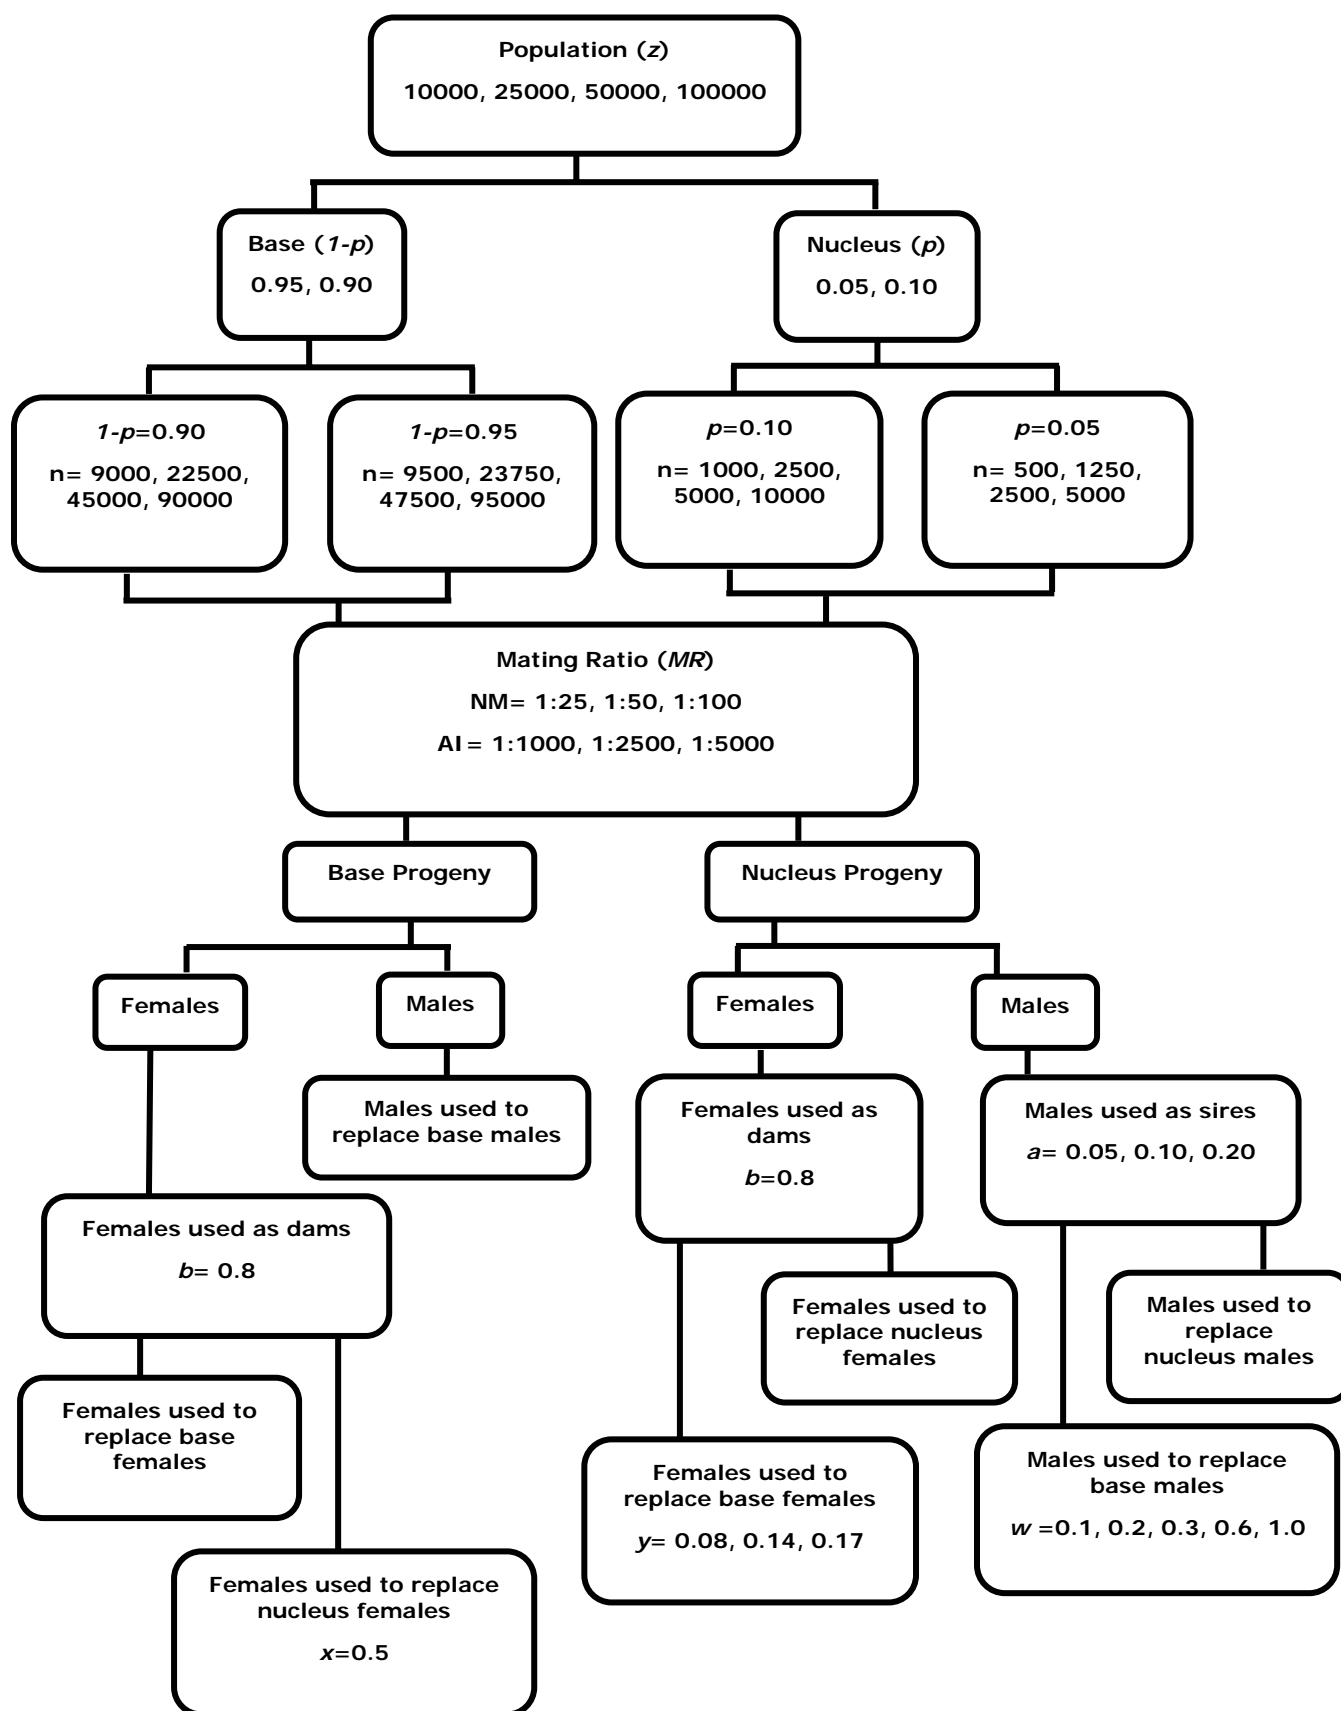 Population (z)
10000, 25000, 50000, 100000
Base (1-p)
0.95, 0.90
Nucleus (p)
0.05, 0.10
1-p=0.90
n= 9000, 22500,
45000, 90000
1-p=0.95
n= 9500, 23750,
47500, 95000
p=0.10
n= 1000, 2500,
5000, 10000
p=0.05
n= 500, 1250,
2500, 5000
Mating Ratio (MR)
NM= 1:25, 1:50, 1:100
AI= 1:1000, 1:2500, 1:5000
Base Progeny
Nucleus Progeny
Females
Males
Females
Males
Males used to
replace base males
Females used as
dams
b=0.8
Males used as sires
a= 0.05, 0.10, 0.20
Females used as dams
b= 0.8
Females used to
replace nucleus
females
Males used to
replace
nucleus males
Females used to
replace base
females
Females used to
replace base females
y= 0.08, 0.14, 0.17
Males used to replace
base males
w =0.1, 0.2, 0.3, 0.6, 1.0
Females used to replace
nucleus females
x=0.5